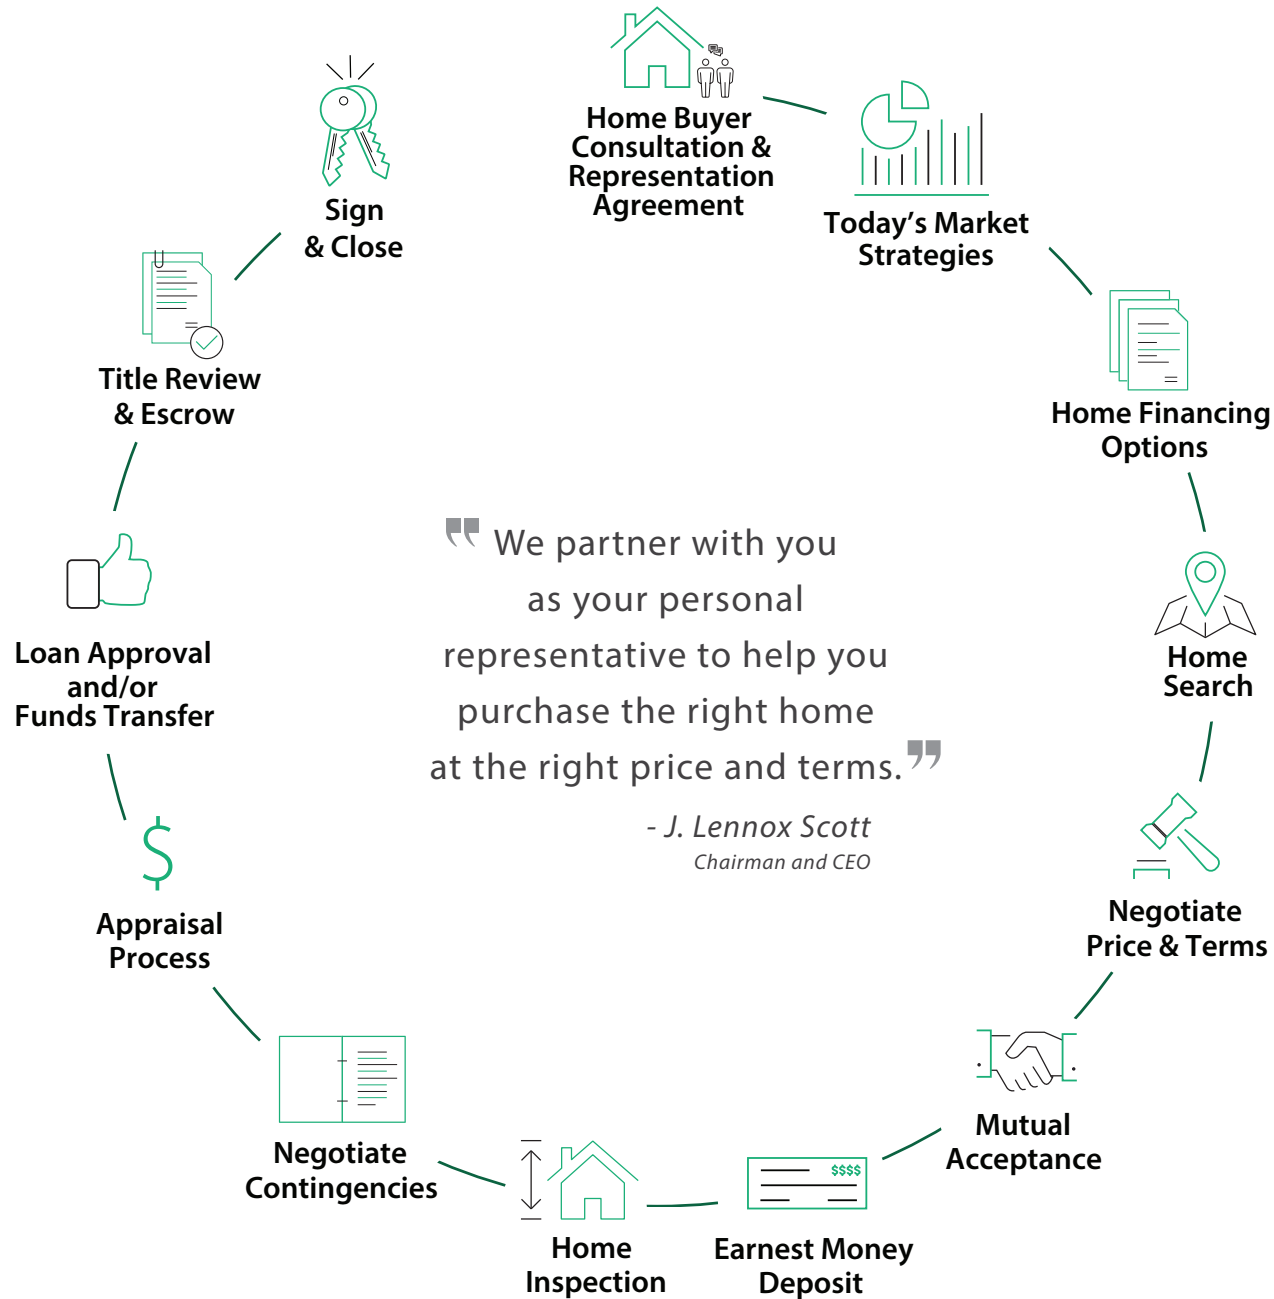 Home Buyer
Consultation &
Representation
Agreement
Today’s Market
Strategies
Home Financing
Options
Home
Search
Negotiate
Price & Terms
Mutual
Acceptance
$$$$
Earnest Money
Deposit
Home
Inspection
Negotiate
Contingencies
$
Appraisal
Process
Loan Approval
and/or
Funds Transfer
Title Review
& Escrow
Sign
& Close
" We partner with you
as your personal
representative to help you
purchase the right home
at the right price and terms. "
- J. Lennox Scott
Chairman and CEO